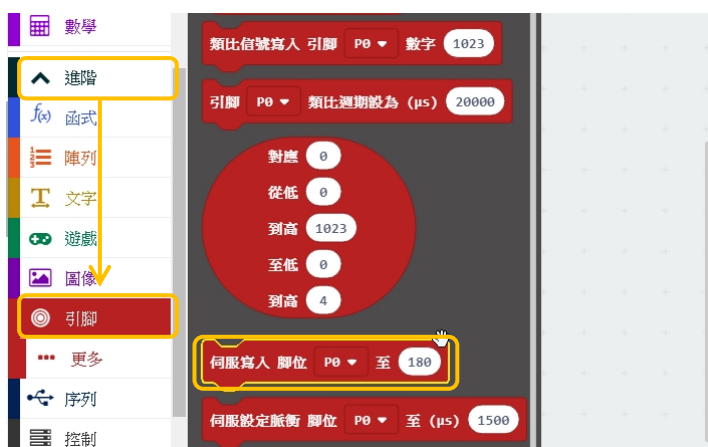 數學
進階
f(x) 函式
陣列
文字
遊戲
圖像
引腳
更多
序列
控制
類比信號寫入 引腳 P0 數字 1023
引腳 P0 類比週期設為 (μs) 20000
對應 0
從低 0
到高 1023
至低 0
到高 4
伺服寫入 腳位 P0 至 180
伺服設定脈衝 腳位 P0 至 (μs) 1500